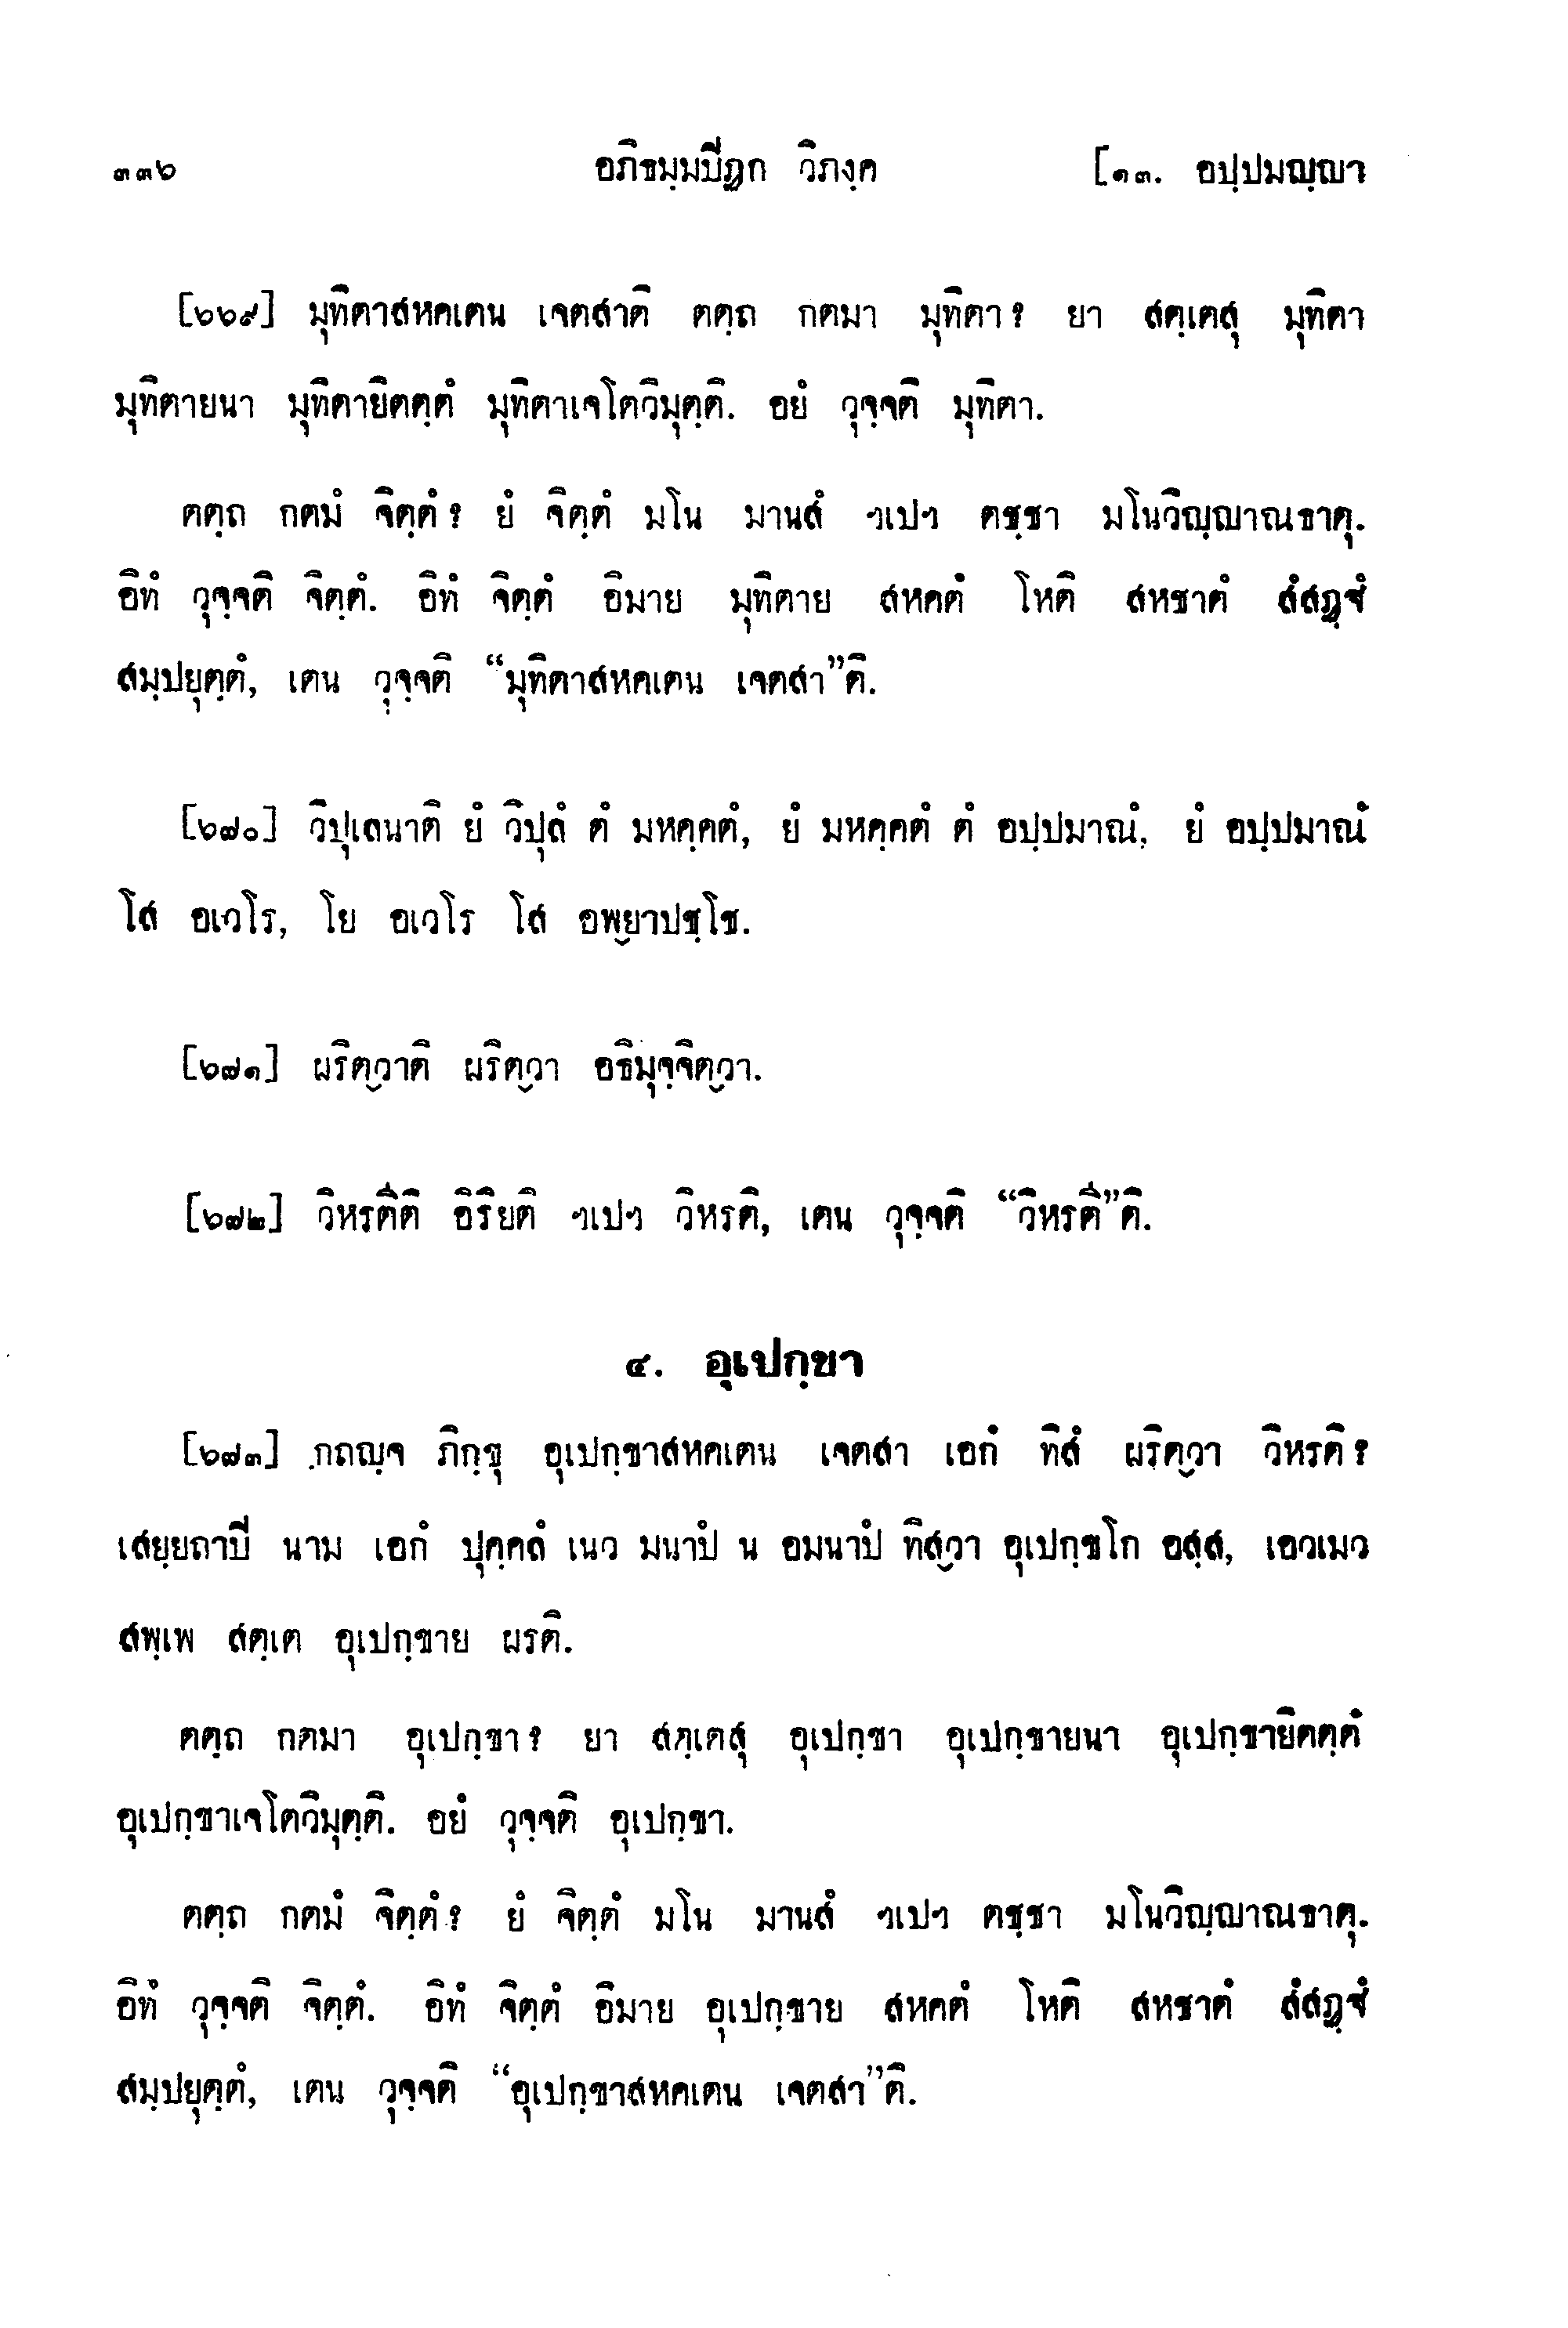 ๓๓๖ อภิธมฺมปีฏก วิภงฺค [๑๓. อปฺปมญฺญา
[๖๖๙] มุทิตาสหคเตน เจตสาติ ตตฺถ กตมา มุทิตา? ยา สตฺเตสุ มุทิตา
มุทิตายนา มุทิตายิตตฺตํ มุทิตาเจโตวิมุตฺติ. อยํ วุจฺจติ มุทิตา.
ตตฺถ กตมํ จิตฺตํ? ยํ จิตฺตํ มโน มานสํ ฯเปฯ ตชฺชา มโนวิญฺญาณธาตุ.
อิทํ วุจฺจติ จิตฺตํ. อิทํ จิตฺตํ อิมาย มุทิตาย สหคตํ โหติ สหชาตํ สํสฏฺฐํ
สมฺปยุตฺตํ, เตน วุจฺจติ “มุทิตาสหคเตน เจตสา”ติ.
[๖๗๐] วิปุเลนาติ ยํ วิปุลํ ตํ มหคฺคตํ, ยํ มหคฺคตํ ตํ อปฺปมาณํ, ยํ อปฺปมาณํ
โส อเวโร, โย อเวโร โส อพฺยาปชฺโช.
[๖๗๑] ผริตฺวาติ ผริตฺวา อธิมุจฺจิตฺวา.
[๖๗๒] วิหรตีติ อิริยติ ฯเปฯ วิหรติ, เตน วุจฺจติ “วิหรตี”ติ.
๔. อุเปกฺขา
[๖๗๓] กถญฺจ ภิกฺขุ อุเปกฺขาสหคเตน เจตสา เอกํ ทิสํ ผริตฺวา วิหรติ?
เสยฺยถาปี นาม เอกํ ปุคฺคลํ เนว มนาปํ น อมนาปํ ทิสฺวา อุเปกฺขโก อสฺส, เอวเมว
สพฺเพ สตฺเต อุเปกฺขาย ผรติ.
ตตฺถ กตมา อุเปกฺขา? ยา สตฺเตสุ อุเปกฺขา อุเปกฺขายนา อุเปกฺขายิตตฺตํ
อุเปกฺขาเจโตวิมุตฺติ. อยํ วุจฺจติ อุเปกฺขา.
ตตฺถ กตมํ จิตฺตํ? ยํ จิตฺตํ มโน มานสํ ฯเปฯ ตชฺชา มโนวิญฺญาณธาตุ.
อิทํ วุจฺจติ จิตฺตํ. อิทํ จิตฺตํ อิมาย อุเปกฺขาย สหคตํ โหติ สหชาตํ สํสฏฺฐํ
สมฺปยุตฺตํ, เตน วุจฺจติ “อุเปกฺขาสหคเตน เจตสา”ติ.